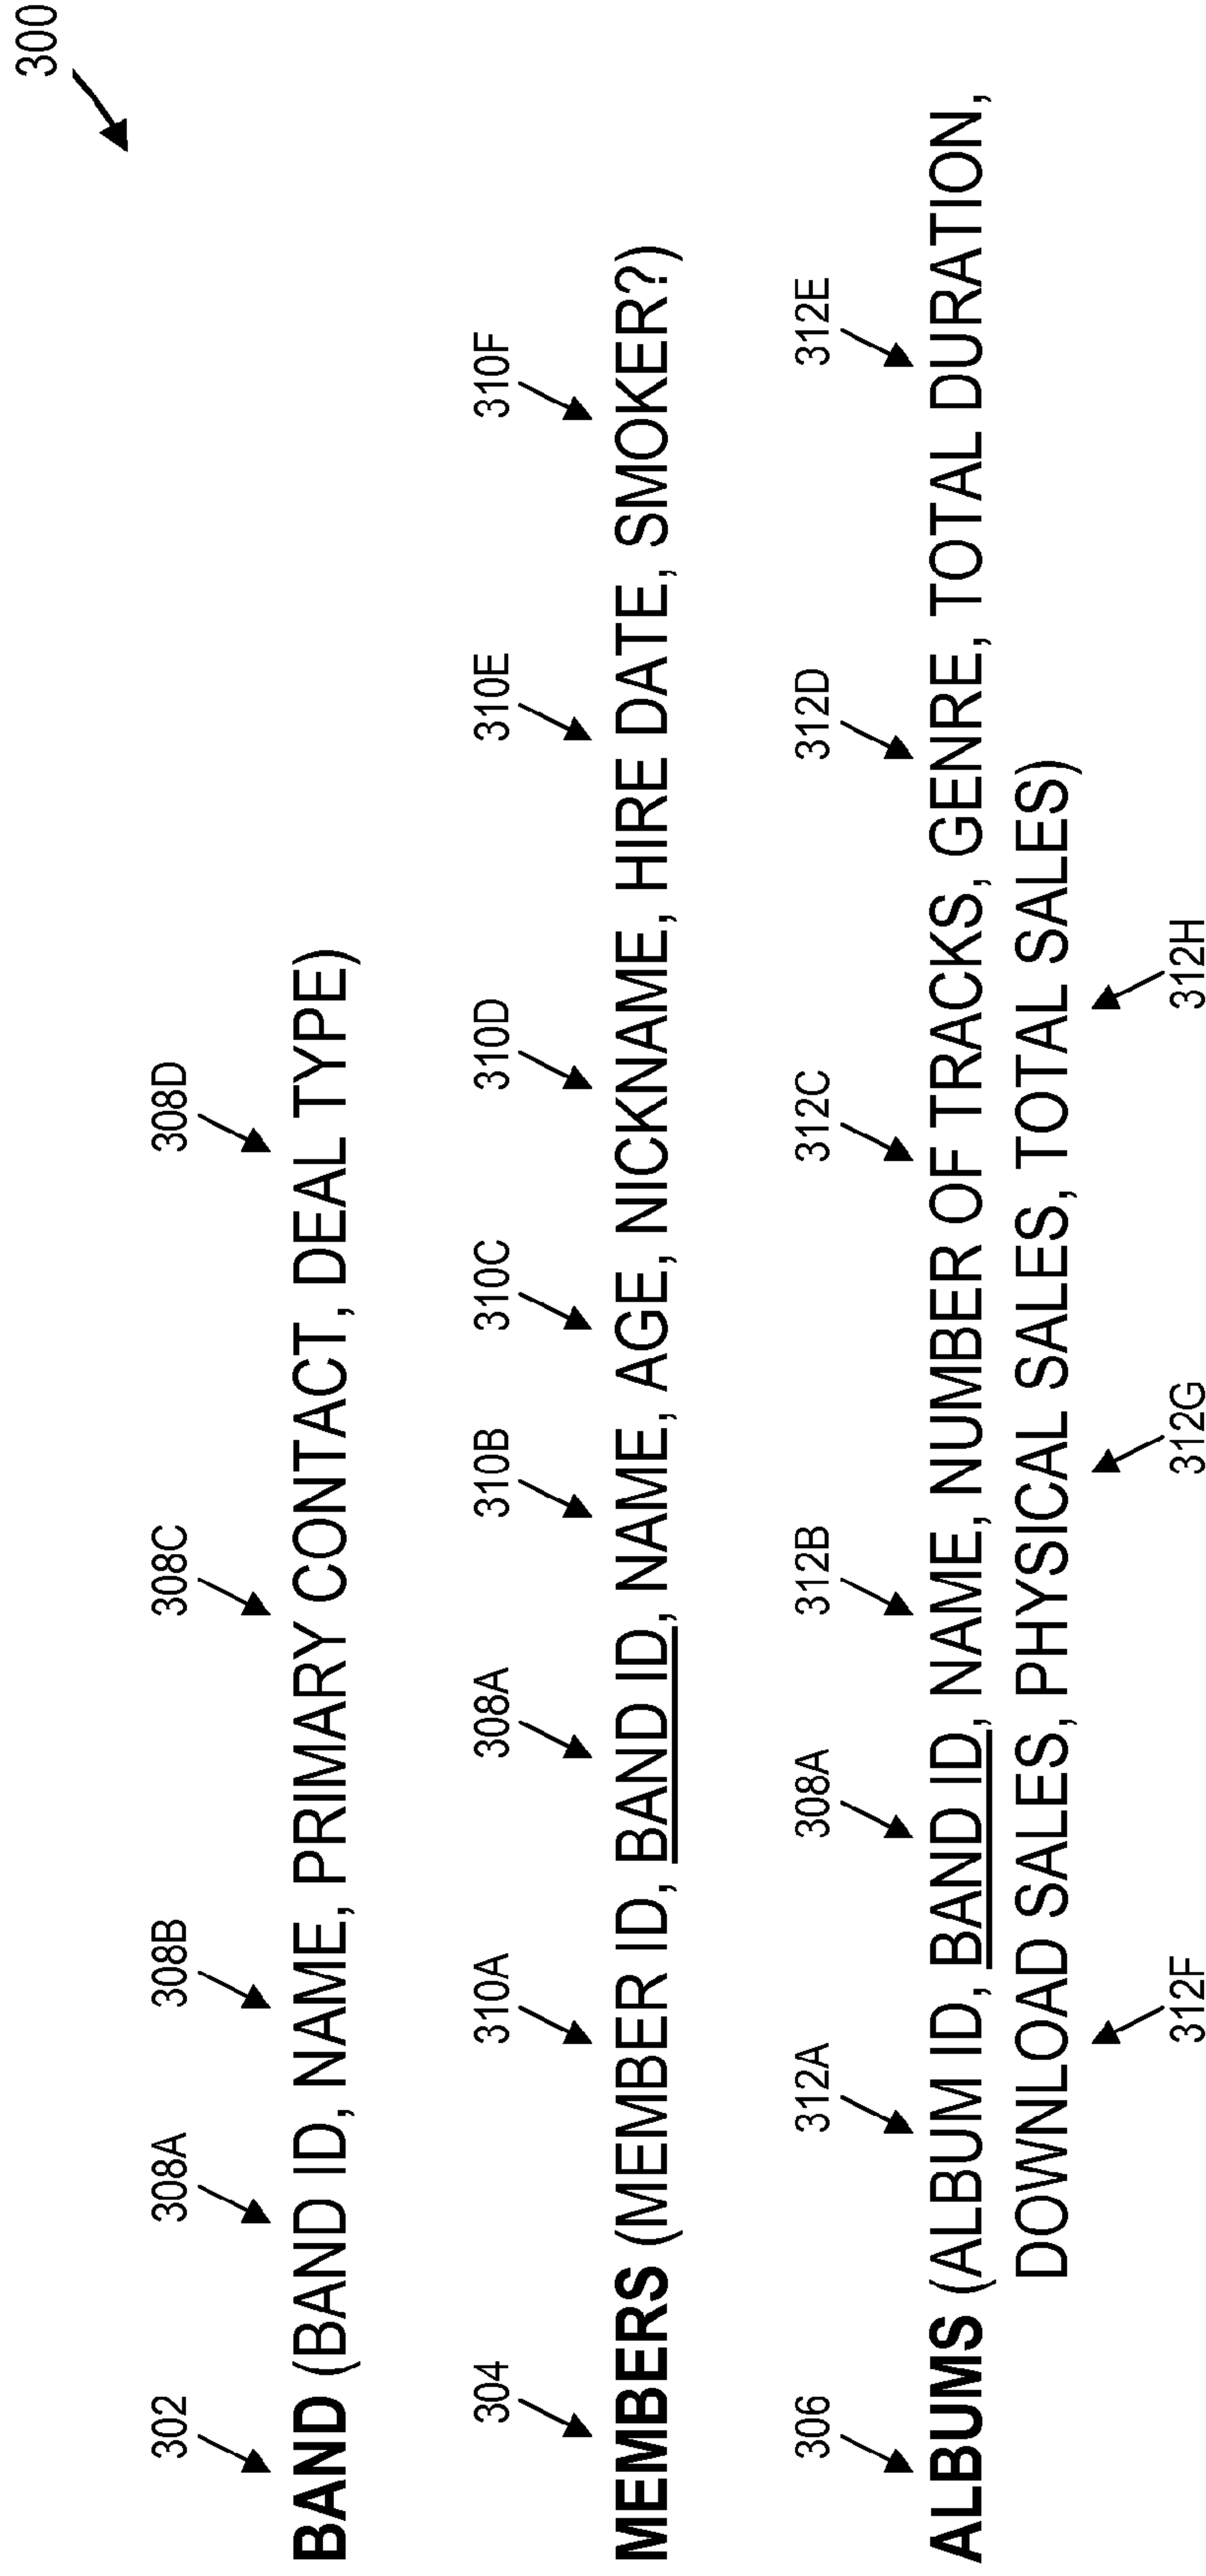 300
302 308A 308B 308C 308D
BAND (BAND ID, NAME, PRIMARY CONTACT, DEAL TYPE)
304 310A 308A 310B 310C 310D 310E 310F
MEMBERS (MEMBER ID, BAND ID, NAME, AGE, NICKNAME, HIRE DATE, SMOKER?)
306 312A 308A 312B 312C 312D 312E
ALBUMS (ALBUM ID, BAND ID, NAME, NUMBER OF TRACKS, GENRE, TOTAL DURATION,
DOWNLOAD SALES, PHYSICAL SALES, TOTAL SALES)
312F 312G 312H